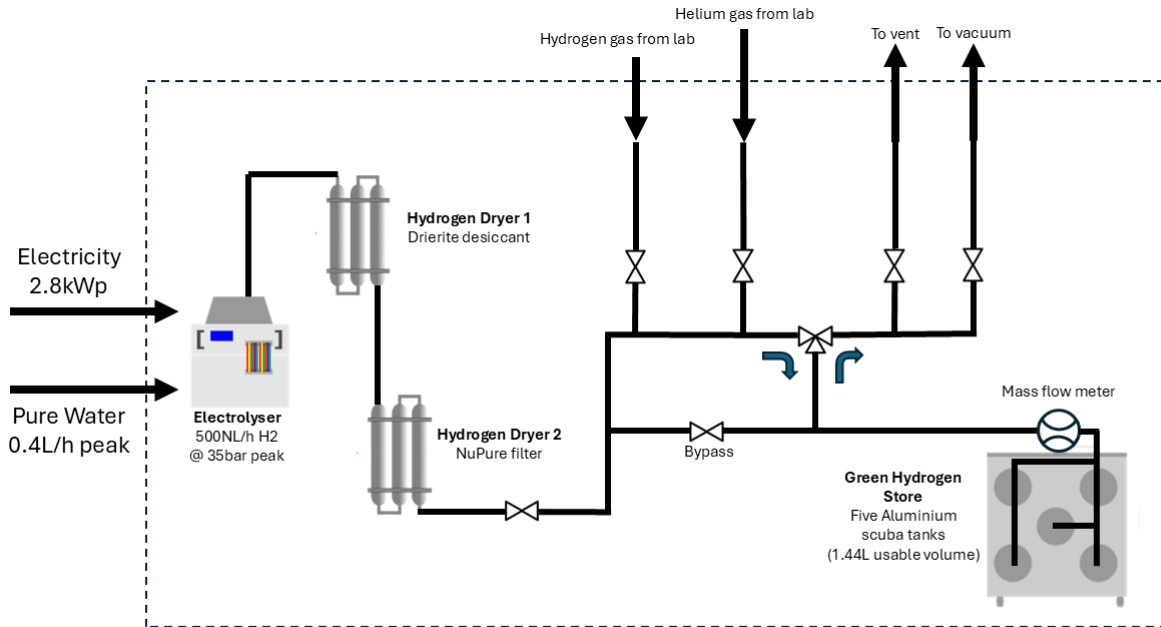 Helium gas from lab
Hydrogen gas from lab
To vent
To vacuum
Hydrogen Dryer 1
Drierite desiccant
Electricity
2.8kWp
Pure Water
0.4L/h peak
Electrolyser
500NL/h H2
@ 35bar peak
Hydrogen Dryer 2
NuPure filter
Bypass
Mass flow meter
Green Hydrogen
Store
Five Aluminium
scuba tanks
(1.44L usable volume)